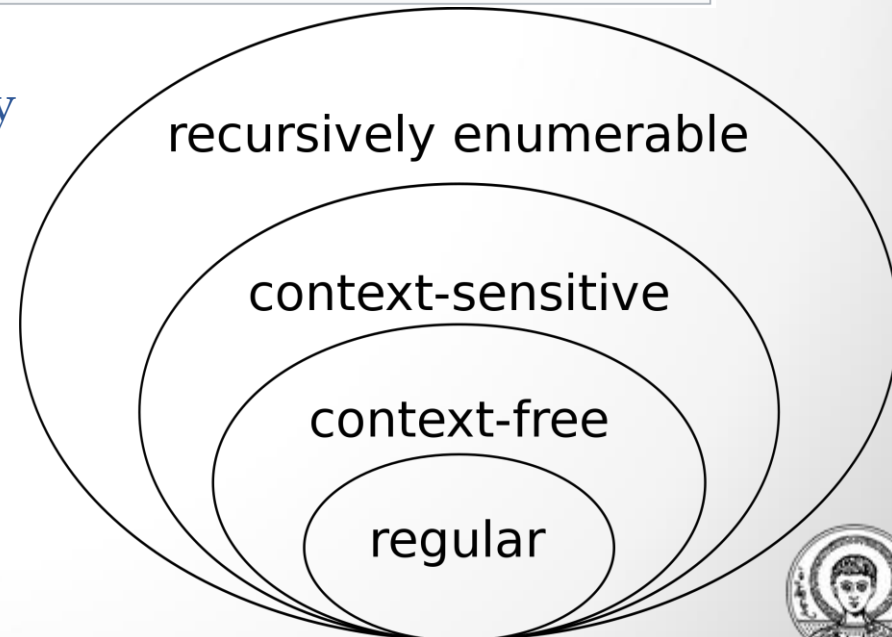 y
recursively enumerable
context-sensitive
context-free
regular